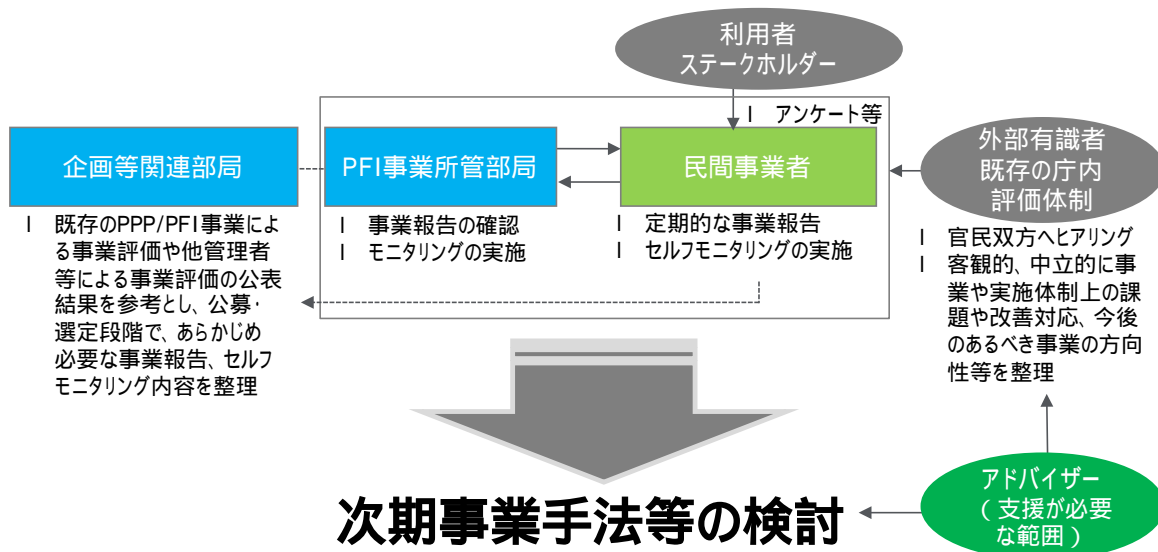 利用者
ステークホルダー
l アンケート等
企画等関連部局
PFI事業所管部局
民間事業者
外部有識者
既存の庁内
評価体制
l 既存のPPP/PFI事業によ
る事業評価や他管理者
等による事業評価の公表
結果を参考とし、公募・
選定段階で、あらかじめ
必要な事業報告、セルフ
モニタリング内容を整理
l 事業報告の確認
l モニタリングの実施
l 定期的な事業報告
l セルフモニタリングの実施
l 官民双方へヒアリング
l 客観的、中立的に事
業や実施体制上の課
題や改善対応、今後
のあるべき事業の方向
性等を整理
次期事業手法等の検討
アドバイザー
(支援が必要
な範囲)